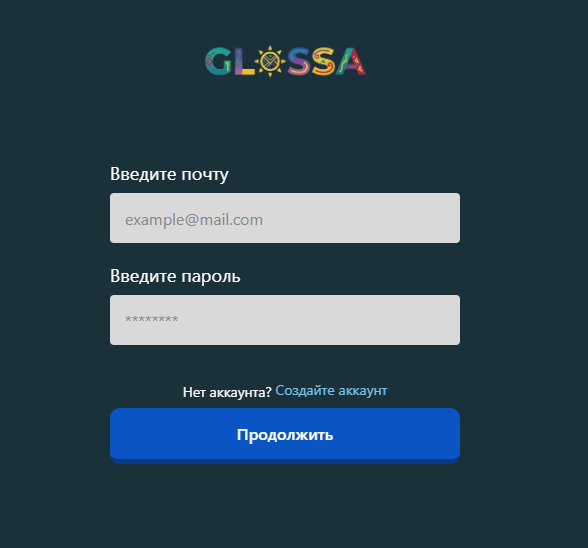 GLOSSA
Введите почту
example@mail.com
Введите пароль
********
Нет аккаунта? Создайте аккаунт
Продолжить